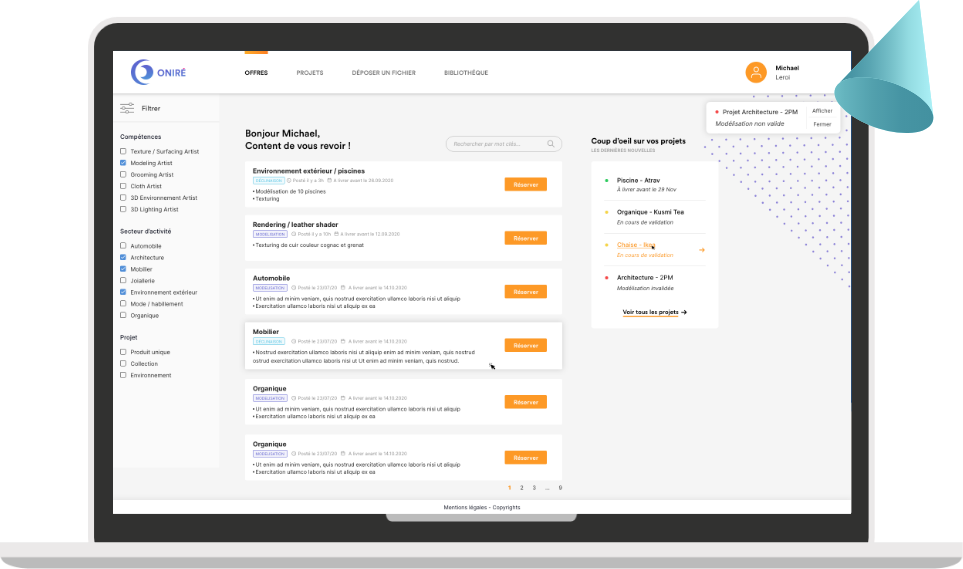 ONIRÉ
OFFRES
PROJETS
DÉPOSER UN FICHIER
BIBLIOTHÈQUE
Michael
Leroi
Filtrer
Compétences
Texture / Surfacing Artist
Modeling Artist
Grooming Artist
Cloth Artist
3D Environnement Artist
3D Lighting Artist
Secteur d'activité
Automobile
Architecture
Mobilier
Joiallerie
Environnement extérieur
Mode / habillement
Organique
Projet
Produit unique
Collection
Environnement
Bonjour Michael,
Content de vous revoir !
Rechercher par mot clés...
Environnement extérieur / piscines
Posté il y a 3h A livrer avant le 26.09.2020
• Modélisation de 10 piscines
• Texturing
Réserver
Rendering / leather shader
MODÉLISATION Posté il y a 10h A livrer avant le 12.09.2020
• Texturing de cuir couleur cognac et grenat
Réserver
Automobile
MODÉLISATION Posté le 23/07/20 A livrer avant le 14.10.2020
• Ut enim ad minim veniam, quis nostrud exercitation ullamco laboris nisi ut aliquip
• Exercitation ullamco laboris nisi ut aliquip ex ea
Réserver
Mobilier
Posté le 23/07/20 A livrer avant le 14.10.2020
• Nostrud exercitation ullamco laboris nisi ut aliquip enim ad minim veniam, quis nostrud
ostrud exercitation ullamco laboris nisi ut Ut enim ad minim veniam, quis nostrud.
Réserver
Organique
MODÉLISATION Posté le 23/07/20 A livrer avant le 14.10.2020
• Ut enim ad minim veniam, quis nostrud exercitation ullamco laboris nisi ut aliquip
• Exercitation ullamco laboris nisi ut aliquip ex ea
Réserver
Organique
MODÉLISATION Posté le 23/07/20 A livrer avant le 14.10.2020
• Ut enim ad minim veniam, quis nostrud exercitation ullamco laboris nisi ut aliquip
• Exercitation ullamco laboris nisi ut aliquip ex ea
Réserver
1 2 3 ... 9
Projet Architecture - 2PM
Modélisation non valide
Afficher
Fermer
Coup d'oeil sur vos projets
LES DERNIÈRES NOUVELLES
Piscine - Atrav
À livrer avant le 29 Nov
Organique - Kusmi Tea
En cours de validation
Chaise - Ikea
En cours de validation
Architecture - 2PM
Modélisation invalidée
Voir tous les projets
Mentions légales - Copyrights